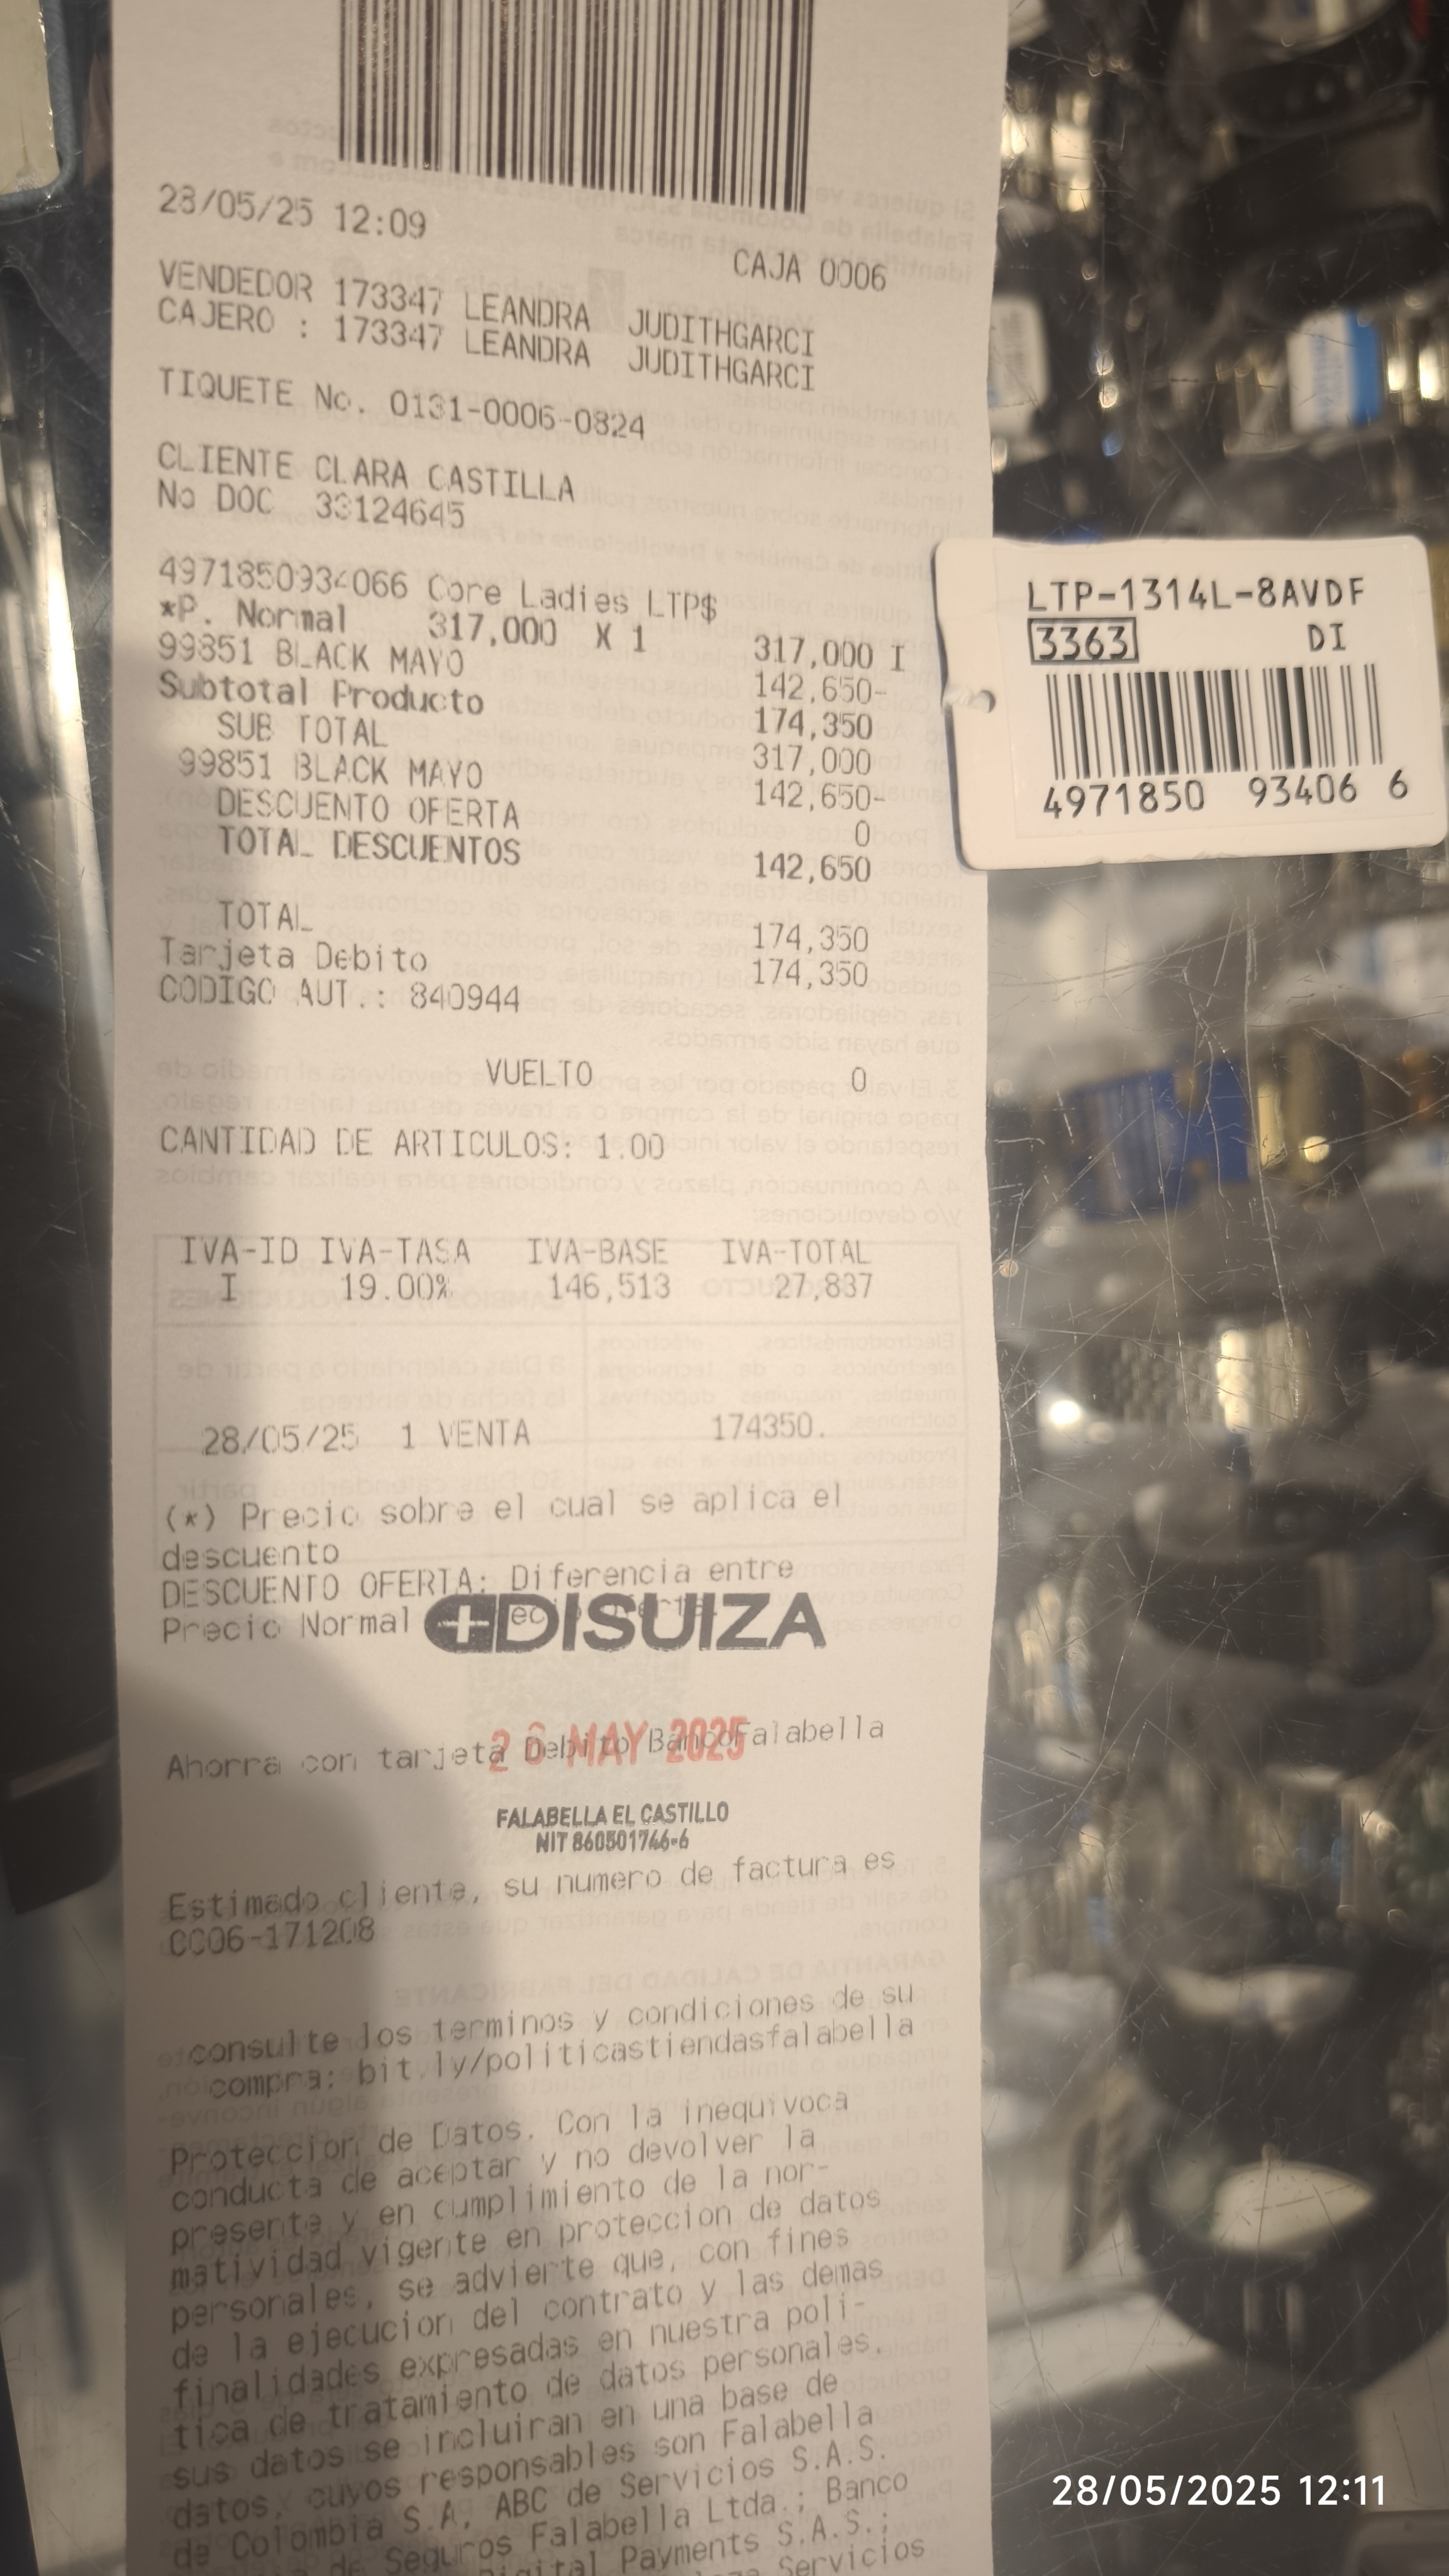 28/05/25 12:09
CAJA 0006
VENDEDOR 173347 LEANDRA JUDITHGARCI
CAJERO : 173347 LEANDRA JUDITHGARCI
TIQUETE No. 0131-0006-0824
CLIENTE CLARA CASTILLA
No DOC 33124645
4971850934066 Core Ladies LTP$
*P. Normal 317,000 X 1 317,000 I
99851 BLACK MAYO 142,650-
Subtotal Producto 174,350
SUB TOTAL 317,000
99851 BLACK MAYO 142,650-
DESCUENTO OFERTA 0
TOTAL DESCUENTOS 142,650
TOTAL 174,350
Tarjeta Debito 174,350
CODIGO AUT.: 840944
VUELTO 0
CANTIDAD DE ARTICULOS: 1.00
IVA-ID IVA-TASA IVA-BASE IVA-TOTAL
I 19.00% 146,513 27,837
28/05/25 1 VENTA 174350.
(*) Precio sobre el cual se aplica el
descuento
DESCUENTO OFERTA: Diferencia entre
Precio Normal
DISUIZA
Ahorra con tarjeta Debito BancoFalabella
MAY 2025
FALABELLA EL CASTILLO
NIT 860501746-6
Estimado cliente, su numero de factura es
CC06-171208
consulte los terminos y condiciones de su
compra: bit.ly/politicastiendasfalabella
Proteccion de Datos. Con la inequivoca
conducta de aceptar y no devolver la
presente y en cumplimiento de la nor-
matividad vigente en proteccion de datos
personales, se advierte que, con fines
de la ejecucion del contrato y las demas
finalidades expresadas en nuestra poli-
tica de tratamiento de datos personales.
sus datos se incluiran en una base de
datos, cuyos responsables son Falabella
de Colombia S.A, ABC de Servicios S.A.S.
de Seguros Falabella Ltda.; Banco
Payments S.A.S.;
Servicios
LTP-1314L-8AVDF
3363 DI
4971850 93406 6
28/05/2025 12:11